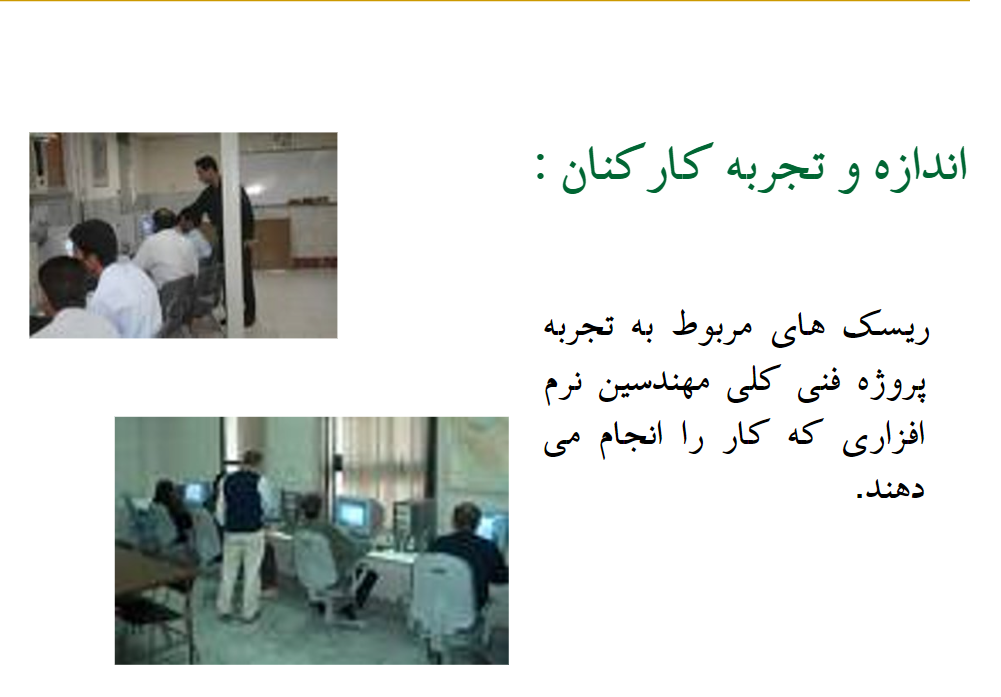 اندازه و تجربه کارکنان :
ریسک های مربوط به تجربه
پروژه فنی کلی مهندسین نرم
افزاری که کار را انجام می
دهند.